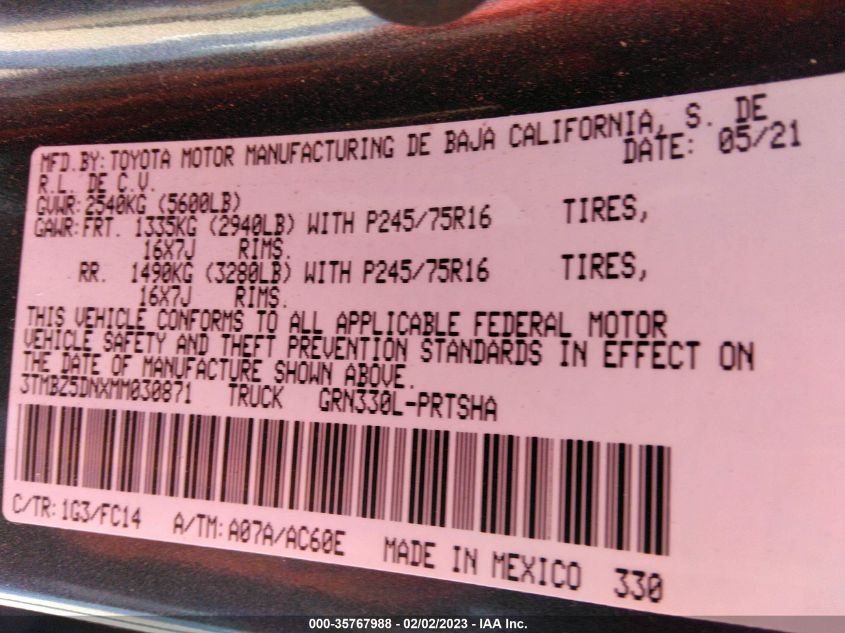 MFD.BY:TOYOTA MOTOR MANUFACTURING DE BAJA CALIFORNIA, S. DE
R.L. DE C.V. DATE: 05/21
GVWR:2540KG (5600LB)
GAWR:FRT. 1335KG (2940LB) WITH P245/75R16 TIRES,
16X7J RIMS.
RR. 1490KG (3280LB) WITH P245/75R16 TIRES,
16X7J RIMS.
THIS VEHICLE CONFORMS TO ALL APPLICABLE FEDERAL MOTOR
VEHICLE SAFETY AND THEFT PREVENTION STANDARDS IN EFFECT ON
THE DATE OF MANUFACTURE SHOWN ABOVE.
3TMBZ5DNXMM030871 TRUCK GRN330L-PRTSHA
C/TR:1G3/FC14 A/TM:A07A/AC60E MADE IN MEXICO 330
000-35767988 - 02/02/2023 - IAA Inc.